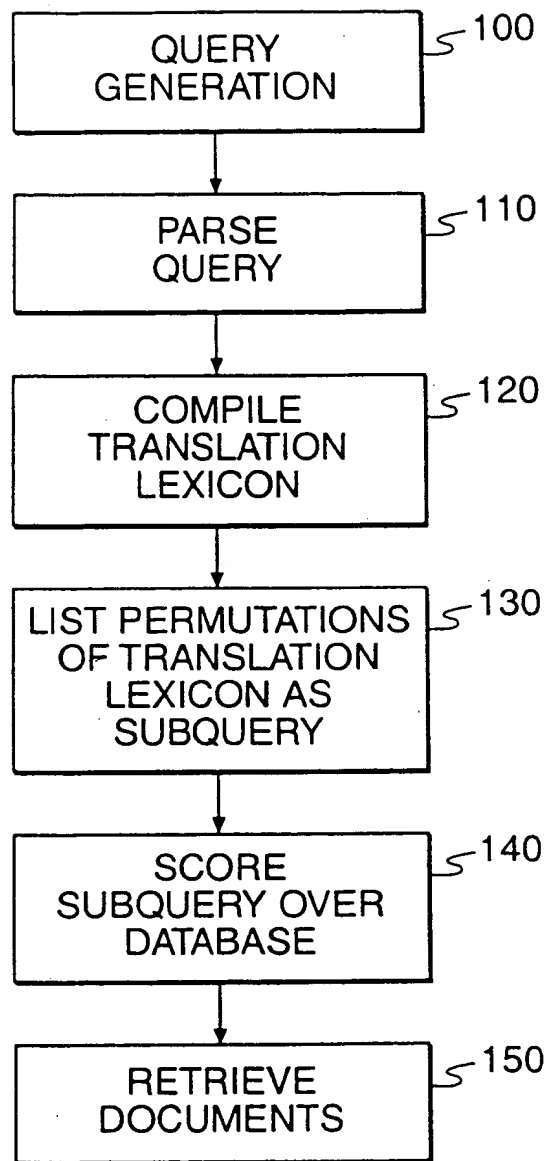 QUERY
GENERATION
100
PARSE
QUERY
110
COMPILE
TRANSLATION
LEXICON
120
LIST PERMUTATIONS
OF TRANSLATION
LEXICON AS
SUBQUERY
130
SCORE
SUBQUERY OVER
DATABASE
140
RETRIEVE
DOCUMENTS
150